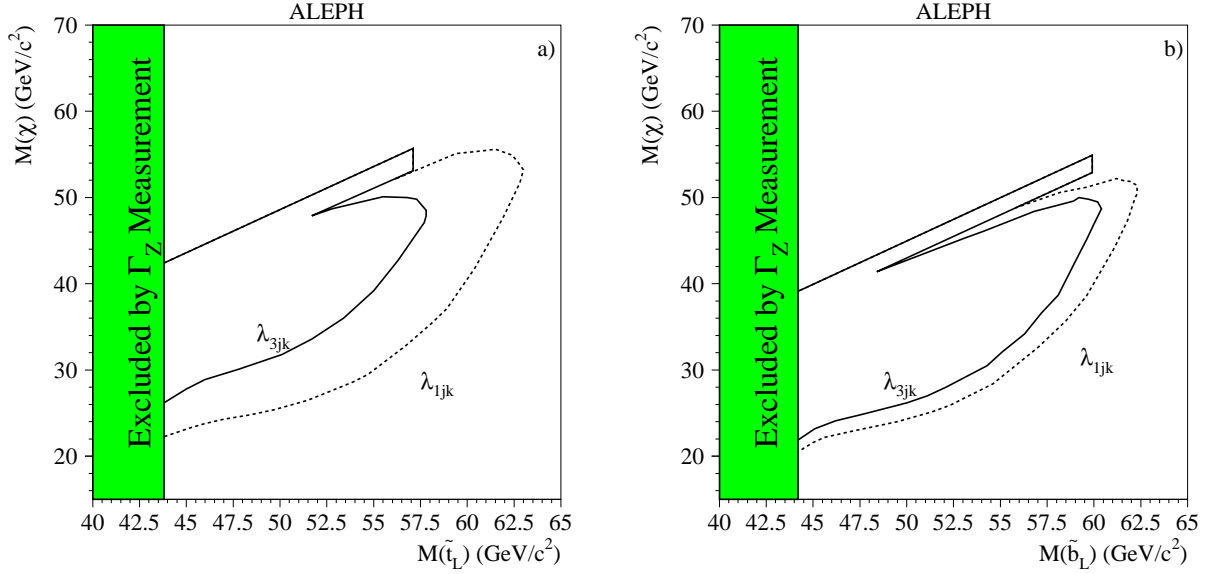 ALEPH
M(χ) (GeV/c²)
70
60
50
40
30
20
a)
Excluded by Γ_Z Measurement
λ_3jk
λ_1jk
40 42.5 45 47.5 50 52.5 55 57.5 60 62.5 65
M(t̃_L) (GeV/c²)
ALEPH
M(χ) (GeV/c²)
70
60
50
40
30
20
b)
Excluded by Γ_Z Measurement
λ_3jk
λ_1jk
40 42.5 45 47.5 50 52.5 55 57.5 60 62.5 65
M(b̃_L) (GeV/c²)